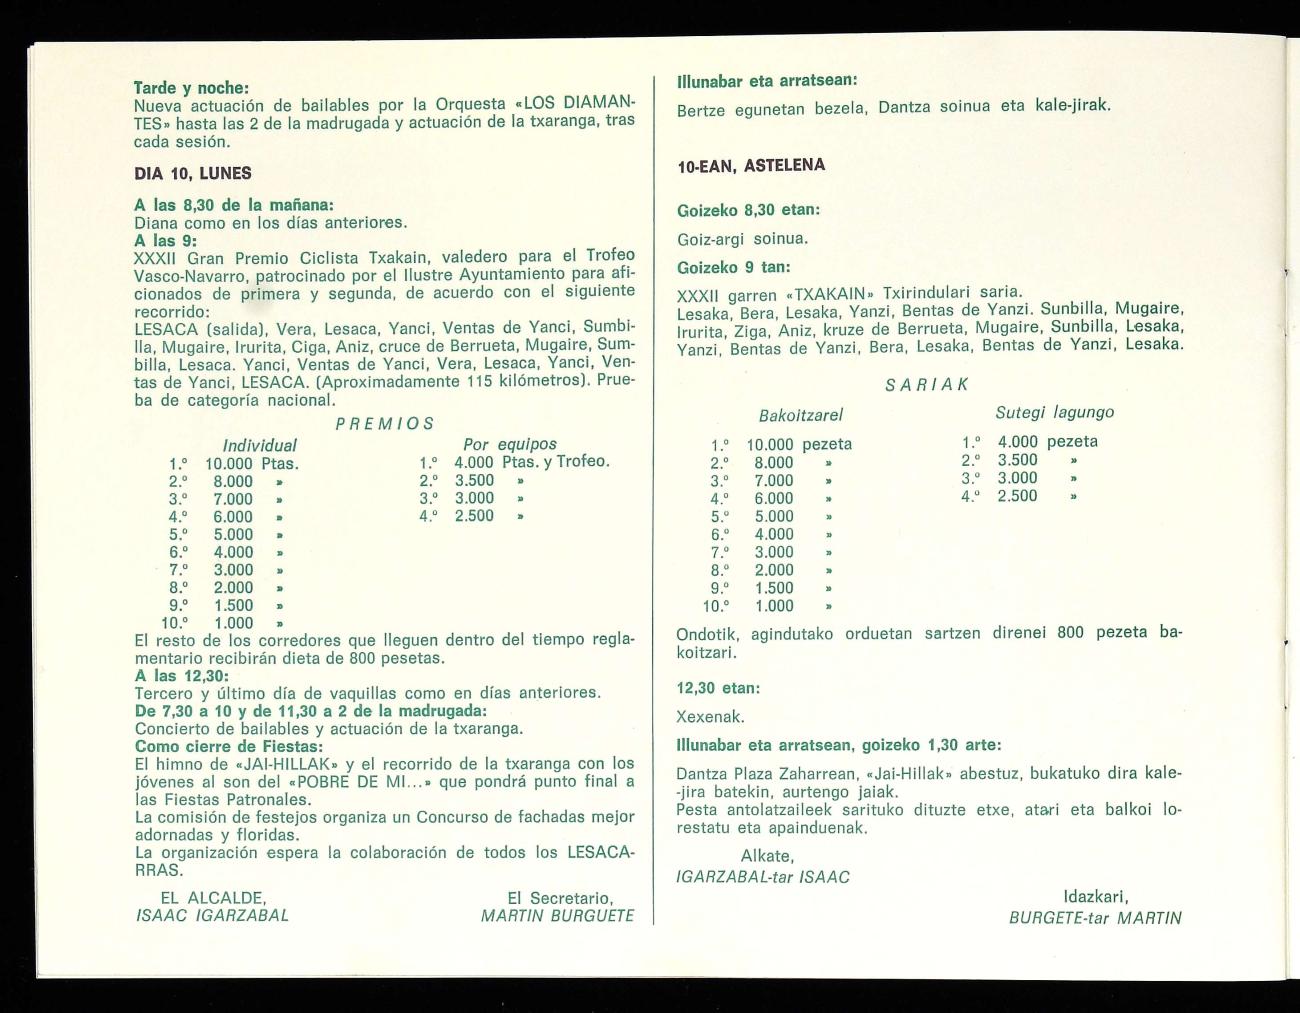 Tarde y noche:
Nueva actuación de bailables por la Orquesta «LOS DIAMAN-
TES» hasta las 2 de la madrugada y actuación de la txaranga, tras
cada sesión.
DIA 10, LUNES
A las 8,30 de la mañana:
Diana como en los días anteriores.
A las 9:
XXXII Gran Premio Ciclista Txakain, valedero para el Trofeo
Vasco-Navarro, patrocinado por el Ilustre Ayuntamiento para afi-
cionados de primera y segunda, de acuerdo con el siguiente
recorrido:
LESACA (salida), Vera, Lesaca, Yanci, Ventas de Yanci, Sumbi-
lla, Mugaire, Irurita, Ciga, Aniz, cruce de Berrueta, Mugaire, Sum-
billa, Lesaca. Yanci, Ventas de Yanci, Vera, Lesaca, Yanci, Ven-
tas de Yanci, LESACA. (Aproximadamente 115 kilómetros). Prue-
ba de categoría nacional.
PREMIOS
Individual
1.º 10.000 Ptas.
2.º 8.000 »
3.º 7.000 »
4.º 6.000 »
5.º 5.000 »
6.º 4.000 »
7.º 3.000 »
8.º 2.000 »
9.º 1.500 »
10.º 1.000 »
Por equipos
1.º 4.000 Ptas. y Trofeo.
2.º 3.500 »
3.º 3.000 »
4.º 2.500 »
El resto de los corredores que lleguen dentro del tiempo regla-
mentario recibirán dieta de 800 pesetas.
A las 12,30:
Tercero y último día de vaquillas como en días anteriores.
De 7,30 a 10 y de 11,30 a 2 de la madrugada:
Concierto de bailables y actuación de la txaranga.
Como cierre de Fiestas:
El himno de «JAI-HILLAK» y el recorrido de la txaranga con los
jóvenes al son del «POBRE DE MI...» que pondrá punto final a
las Fiestas Patronales.
La comisión de festejos organiza un Concurso de fachadas mejor
adornadas y floridas.
La organización espera la colaboración de todos los LESACA-
RRAS.
EL ALCALDE,
ISAAC IGARZABAL
El Secretario,
MARTIN BURGUETE
Illunabar eta arratsean:
Bertze egunetan bezela, Dantza soinua eta kale-jirak.
10-EAN, ASTELENA
Goizeko 8,30 etan:
Goiz-argi soinua.
Goizeko 9 tan:
XXXII garren «TXAKAIN» Txirindulari saria.
Lesaka, Bera, Lesaka, Yanzi, Bentas de Yanzi. Sunbilla, Mugaire,
Irurita, Ziga, Aniz, kruze de Berrueta, Mugaire, Sunbilla, Lesaka,
Yanzi, Bentas de Yanzi, Bera, Lesaka, Bentas de Yanzi, Lesaka.
SARIAK
Bakoitzarel
1.º 10.000 pezeta
2.º 8.000 »
3.º 7.000 »
4.º 6.000 »
5.º 5.000 »
6.º 4.000 »
7.º 3.000 »
8.º 2.000 »
9.º 1.500 »
10.º 1.000 »
Sutegi lagungo
1.º 4.000 pezeta
2.º 3.500 »
3.º 3.000 »
4.º 2.500 »
Ondotik, agindutako orduetan sartzen direnei 800 pezeta ba-
koitzari.
12,30 etan:
Xexenak.
Illunabar eta arratsean, goizeko 1,30 arte:
Dantza Plaza Zaharrean, «Jai-Hillak» abestuz, bukatuko dira kale-
-jira batekin, aurtengo jaiak.
Pesta antolatzaileek sarituko dituzte etxe, atari eta balkoi lo-
restatu eta apainduenak.
Alkate,
IGARZABAL-tar ISAAC
Idazkari,
BURGETE-tar MARTIN